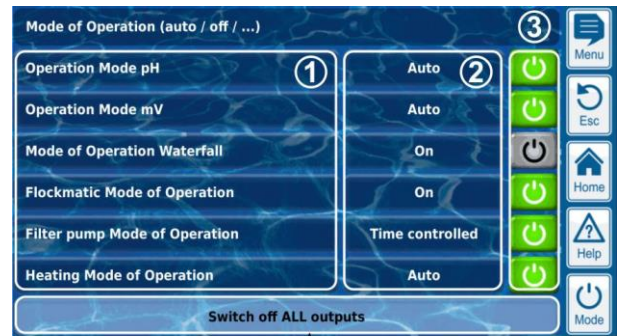 Mode of Operation (auto / off / ...)
3
Menu
Operation Mode pH
1
Auto
2
Operation Mode mV
Auto
Esc
Mode of Operation Waterfall
On
Flockmatic Mode of Operation
On
Home
Filter pump Mode of Operation
Time controlled
Help
Heating Mode of Operation
Auto
Switch off ALL outputs
Mode